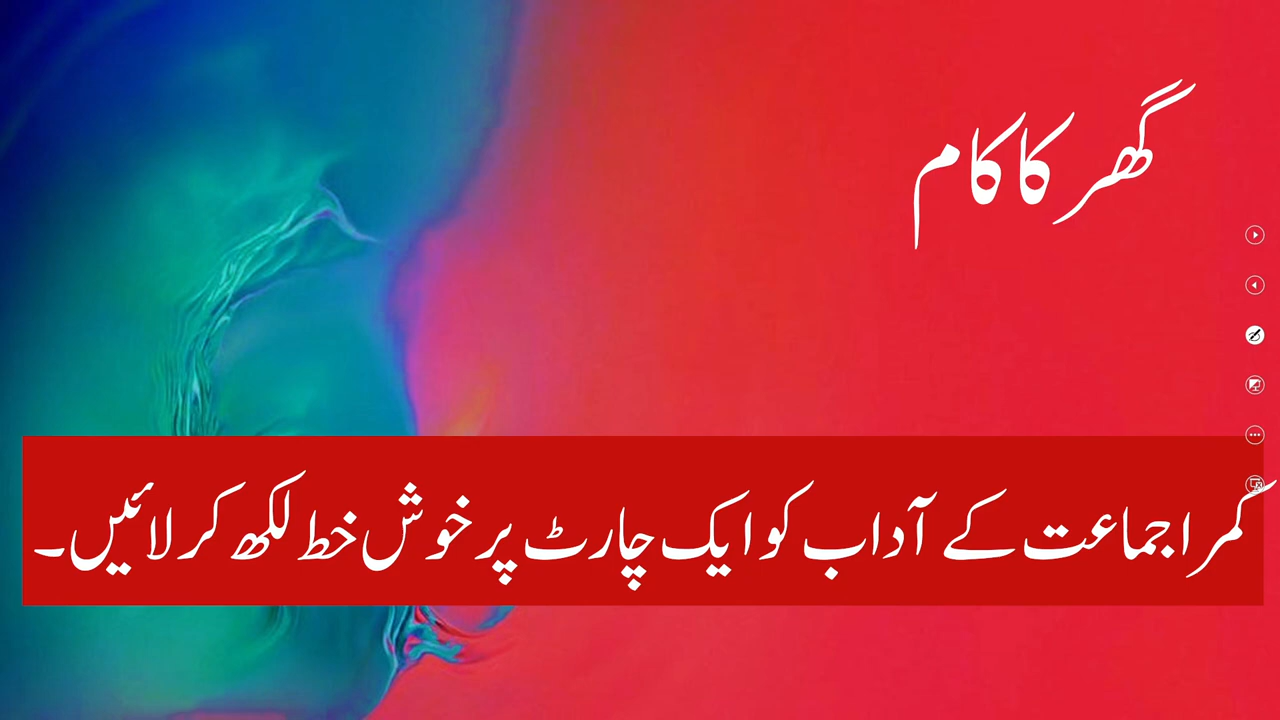 گھر کا کام
کمرا جماعت کے آداب کو ایک چارٹ پر خوش خط لکھ کر لائیں۔